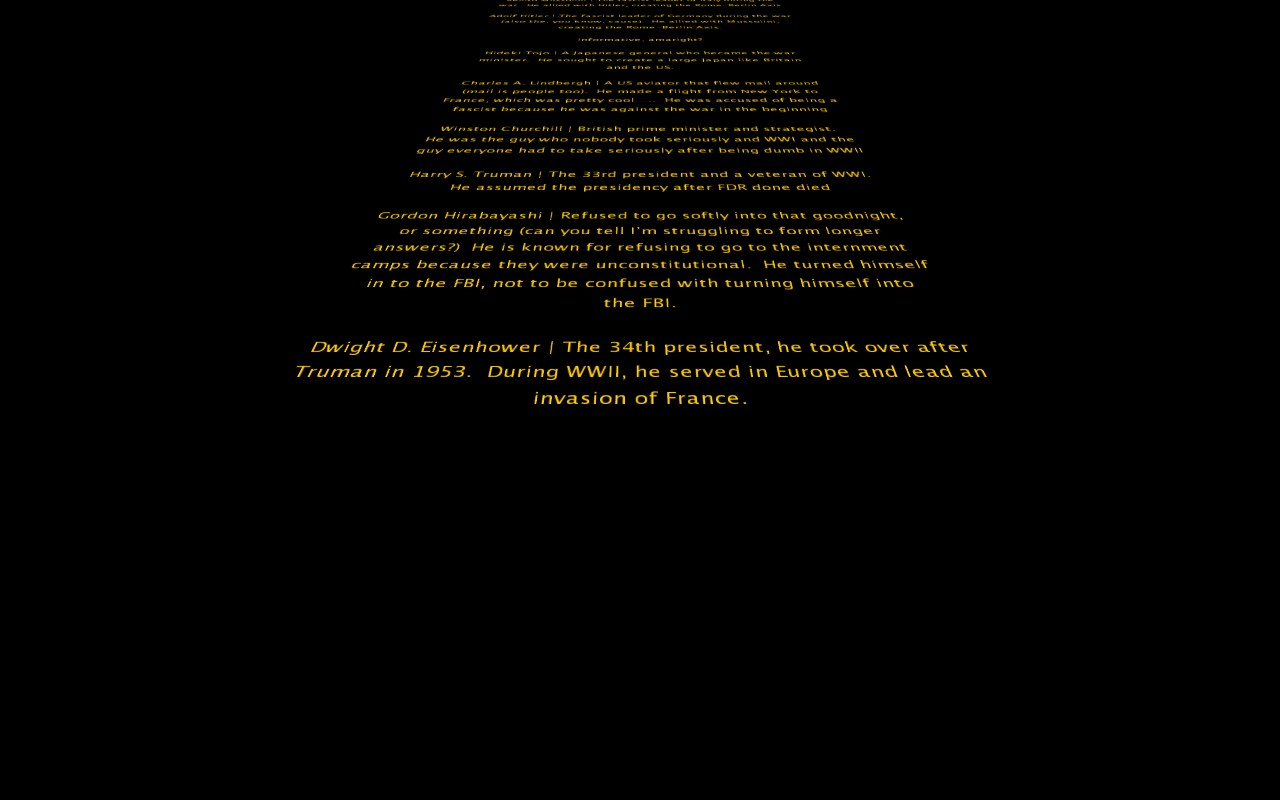 war. He allied with Hitler, creating the Rome-Berlin Axis
Adolf Hitler | The fascist leader of Germany during the war
(also the, you know, cause). He allied with Mussolini,
creating the Rome-Berlin Axis.
informative, amaright?
Hideki Tojo | A Japanese general who became the war
minister. He sought to create a large Japan like Britain
and the US.
Charles A. Lindbergh | A US aviator that flew mail around
(mail is people too). He made a flight from New York to
France, which was pretty cool . . . He was accused of being a
fascist because he was against the war in the beginning
Winston Churchill | British prime minister and strategist.
He was the guy who nobody took seriously and WWI and the
guy everyone had to take seriously after being dumb in WWII
Harry S. Truman | The 33rd president and a veteran of WWI.
He assumed the presidency after FDR done died
Gordon Hirabayashi | Refused to go softly into that goodnight,
or something (can you tell I'm struggling to form longer
answers?) He is known for refusing to go to the internment
camps because they were unconstitutional. He turned himself
in to the FBI, not to be confused with turning himself into
the FBI.
Dwight D. Eisenhower | The 34th president, he took over after
Truman in 1953. During WWII, he served in Europe and lead an
invasion of France.